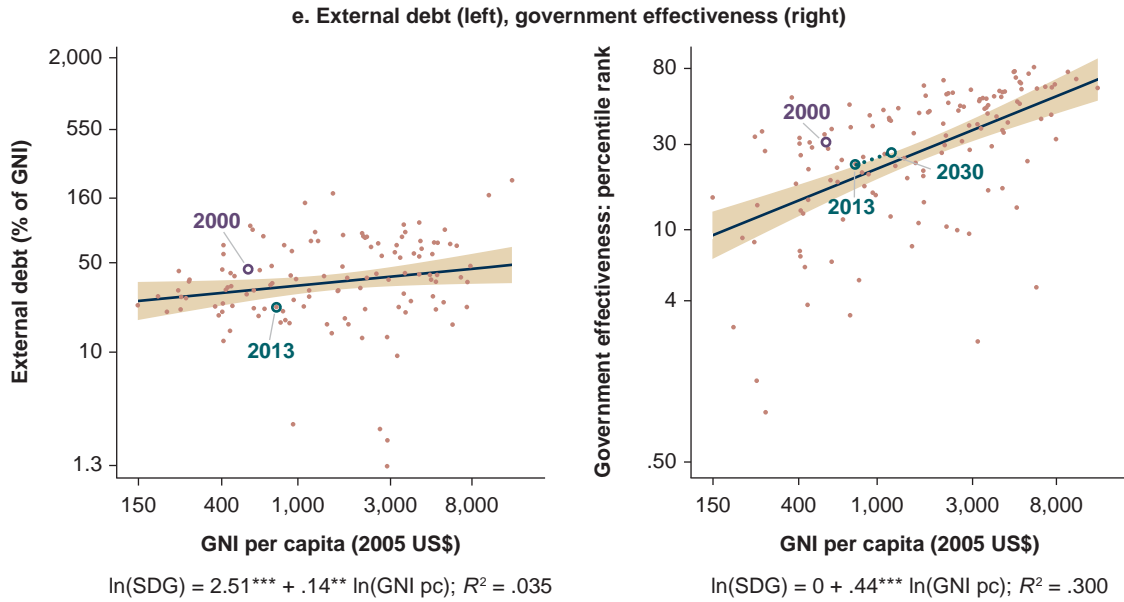 e. External debt (left), government effectiveness (right)
External debt (% of GNI)
2,000
550
160
50
10
1.3
2000
2013
150 400 1,000 3,000 8,000
GNI per capita (2005 US$)
ln(SDG) = 2.51*** + .14** ln(GNI pc); R² = .035
Government effectiveness: percentile rank
80
30
10
4
.50
2000
2030
2013
150 400 1,000 3,000 8,000
GNI per capita (2005 US$)
ln(SDG) = 0 + .44*** ln(GNI pc); R² = .300